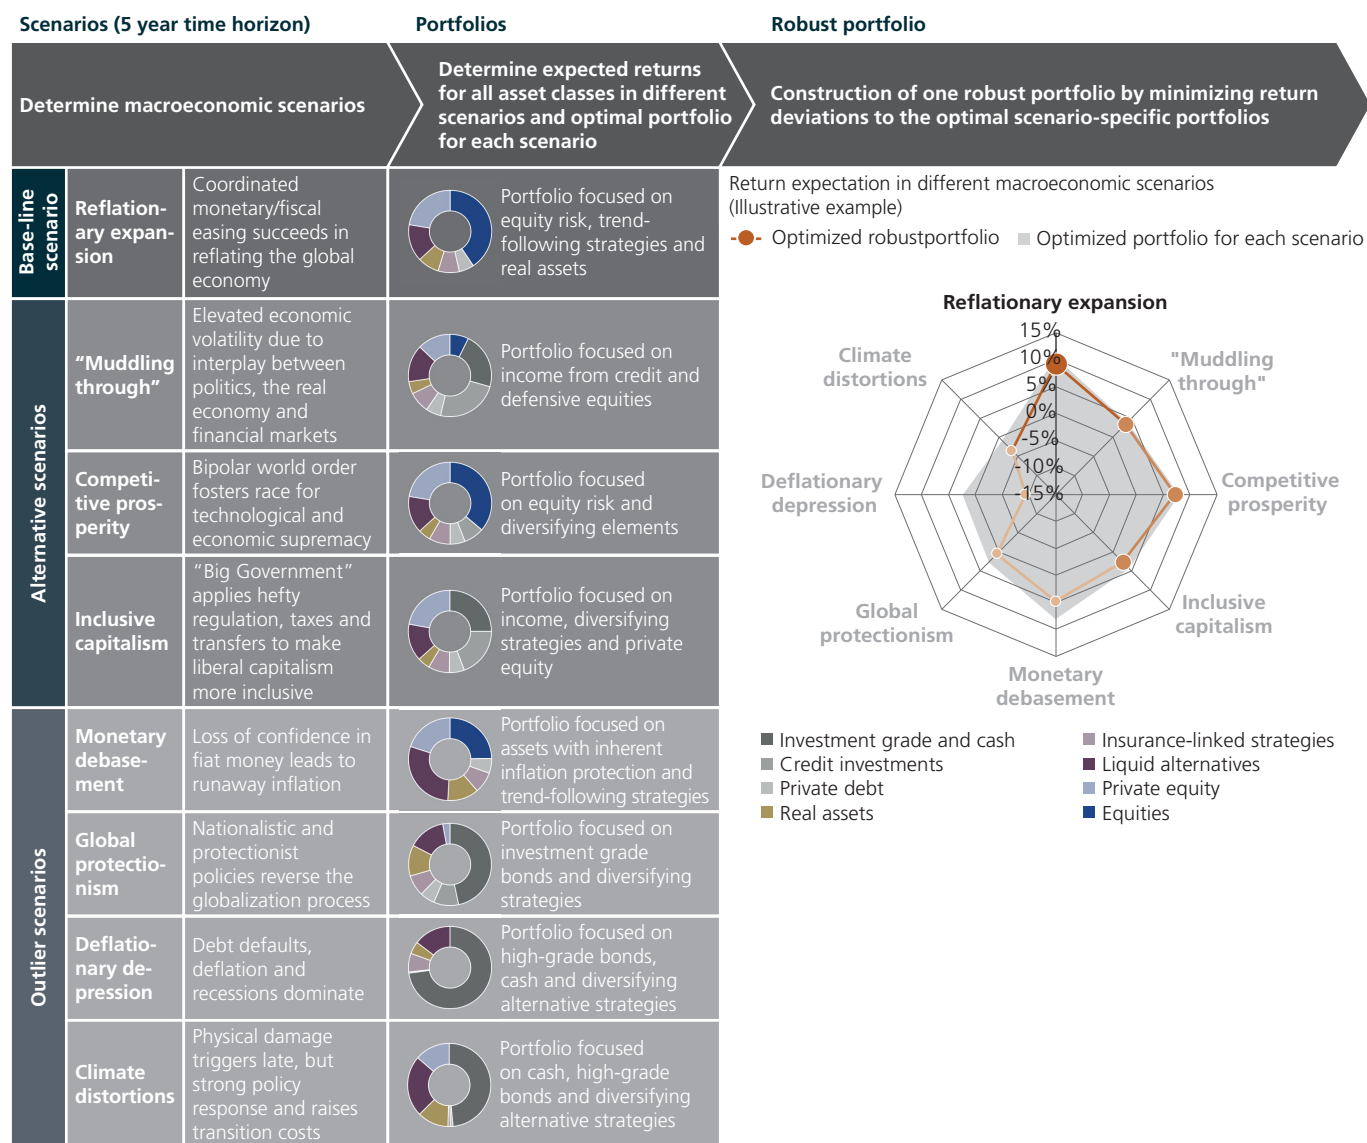 Scenarios (5 year time horizon)
Portfolios
Robust portfolio
Determine macroeconomic scenarios
Determine expected returns
for all asset classes in different
scenarios and optimal portfolio
for each scenario
Construction of one robust portfolio by minimizing return
deviations to the optimal scenario-specific portfolios
Base-line
scenario
Reflation-
ary expan-
sion
Coordinated
monetary/fiscal
easing succeeds in
reflating the global
economy
Portfolio focused on
equity risk, trend-
following strategies and
real assets
Alternative scenarios
"Muddling
through"
Elevated economic
volatility due to
interplay between
politics, the real
economy and
financial markets
Portfolio focused on
income from credit and
defensive equities
Competi-
tive pros-
perity
Bipolar world order
fosters race for
technological and
economic supremacy
Portfolio focused
on equity risk and
diversifying elements
Inclusive
capitalism
“Big Government”
applies hefty
regulation, taxes and
transfers to make
liberal capitalism
more inclusive
Portfolio focused on
income, diversifying
strategies and private
equity
Outlier scenarios
Monetary
debase-
ment
Loss of confidence in
fiat money leads to
runaway inflation
Portfolio focused on
assets with inherent
inflation protection and
trend-following strategies
Global
protectio-
nism
Nationalistic and
protectionist
policies reverse the
globalization process
Portfolio focused on
investment grade
bonds and diversifying
strategies
Deflatio-
nary de-
pression
Debt defaults,
deflation and
recessions dominate
Portfolio focused on
high-grade bonds,
cash and diversifying
alternative strategies
Climate
distortions
Physical damage
triggers late, but
strong policy
response and raises
transition costs
Portfolio focused
on cash, high-grade
bonds and diversifying
alternative strategies
Return expectation in different macroeconomic scenarios
(Illustrative example)
Optimized robustportfolio
Optimized portfolio for each scenario
Reflationary expansion
15%
10%
5%
0%
-5%
-10%
-15%
"Muddling
through"
Competitive
prosperity
Inclusive
capitalism
Monetary
debasement
Global
protectionism
Deflationary
depression
Climate
distortions
Investment grade and cash
Credit investments
Private debt
Real assets
Insurance-linked strategies
Liquid alternatives
Private equity
Equities